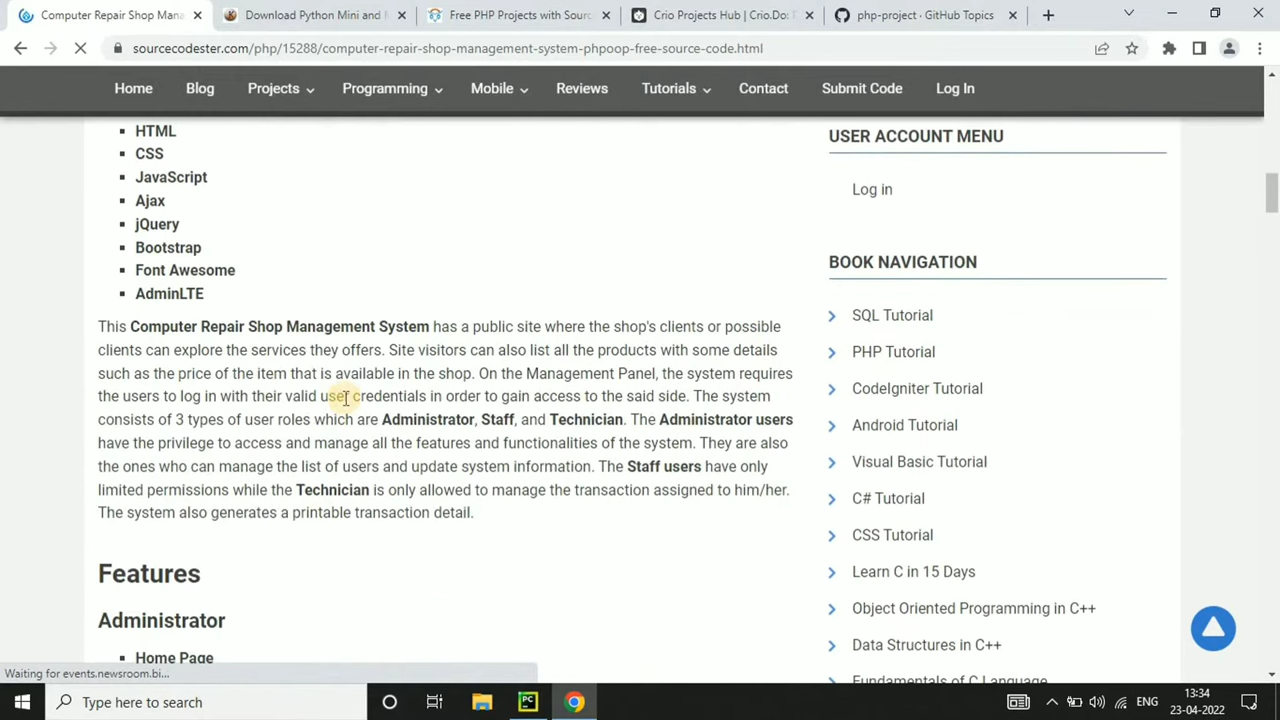 Computer Repair Shop Mana
Download Python Mini and
Free PHP Projects with Sourc
Crio Projects Hub | Crio.Do:
php-project · GitHub Topics
sourcecodester.com/php/15288/computer-repair-shop-management-system-phpoop-free-source-code.html
Home Blog Projects Programming Mobile Reviews Tutorials Contact Submit Code Log In
HTML
CSS
JavaScript
Ajax
jQuery
Bootstrap
Font Awesome
AdminLTE
This Computer Repair Shop Management System has a public site where the shop's clients or possible
clients can explore the services they offers. Site visitors can also list all the products with some details
such as the price of the item that is available in the shop. On the Management Panel, the system requires
the users to log in with their valid user credentials in order to gain access to the said side. The system
consists of 3 types of user roles which are Administrator, Staff, and Technician. The Administrator users
have the privilege to access and manage all the features and functionalities of the system. They are also
the ones who can manage the list of users and update system information. The Staff users have only
limited permissions while the Technician is only allowed to manage the transaction assigned to him/her.
The system also generates a printable transaction detail.
Features
Administrator
Home Page
USER ACCOUNT MENU
Log in
BOOK NAVIGATION
SQL Tutorial
PHP Tutorial
CodeIgniter Tutorial
Android Tutorial
Visual Basic Tutorial
C# Tutorial
CSS Tutorial
Learn C in 15 Days
Object Oriented Programming in C++
Data Structures in C++
Fundamentals of C Language
Waiting for events.newsroom.bi...
Type here to search
PC
ENG
13:34
23-04-2022